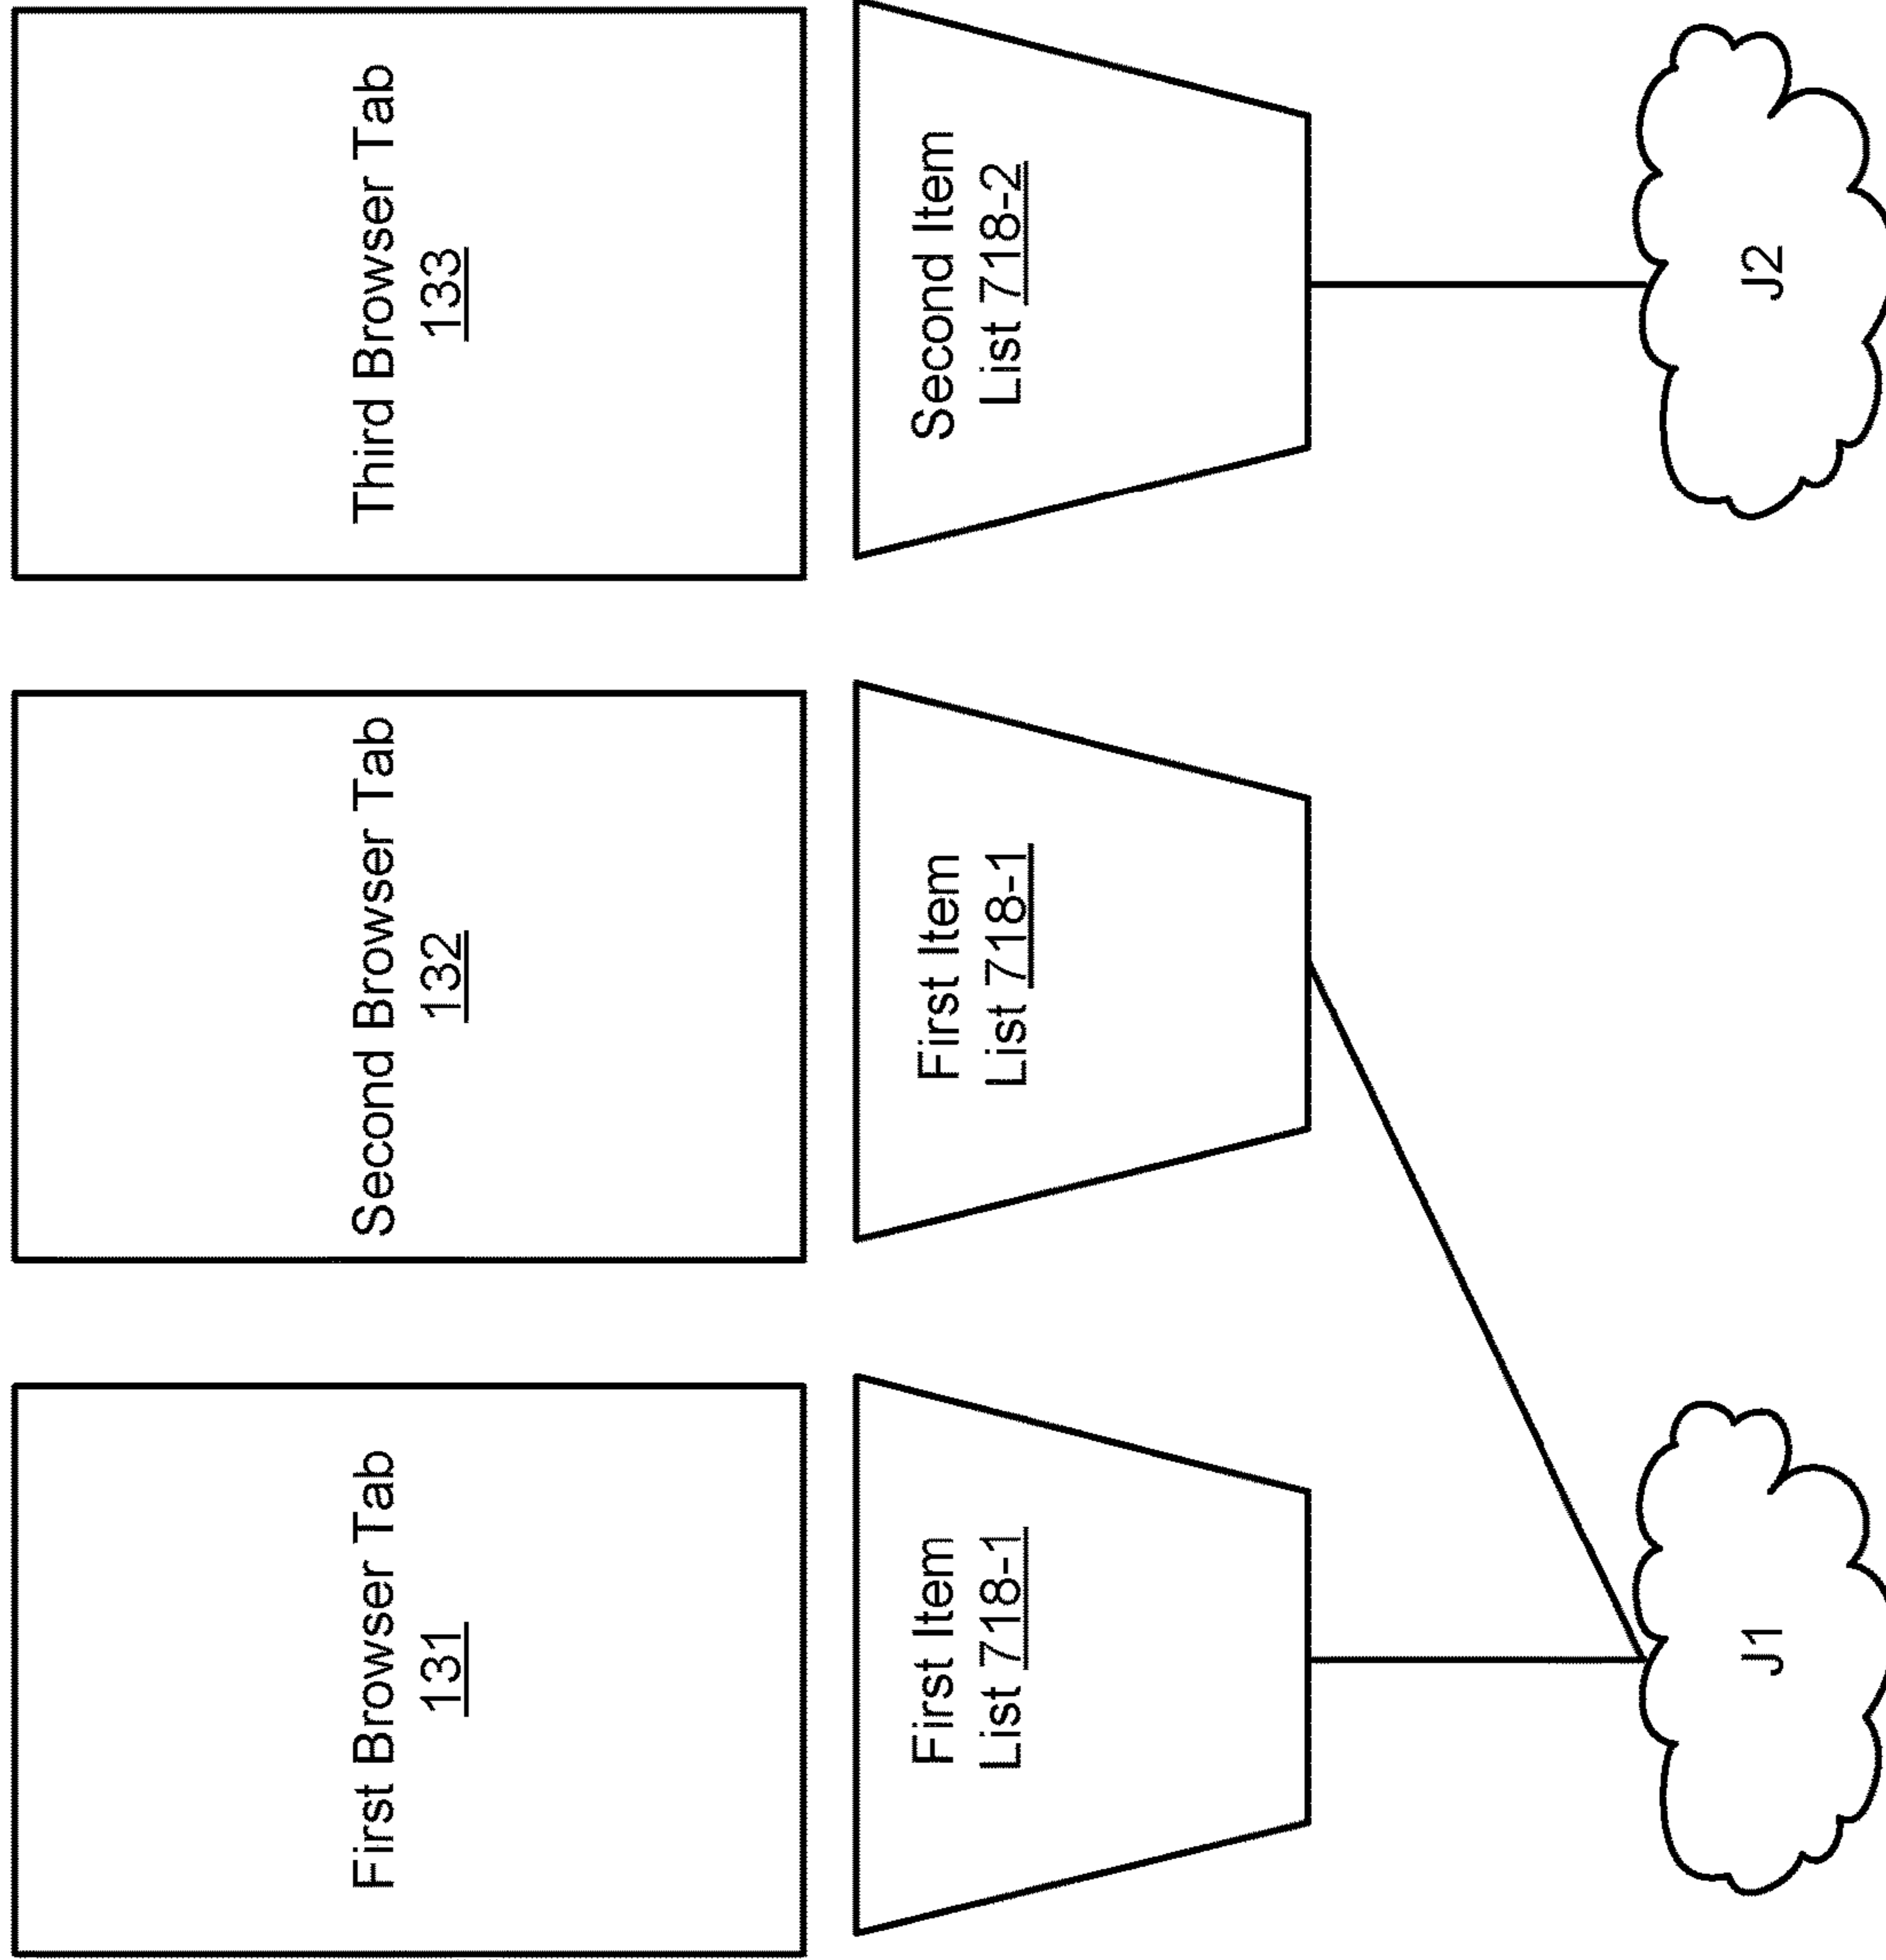 First Browser Tab
131
First Item
List 718-1
J1
Second Browser Tab
132
First Item
List 718-1
Third Browser Tab
133
Second Item
List 718-2
J2